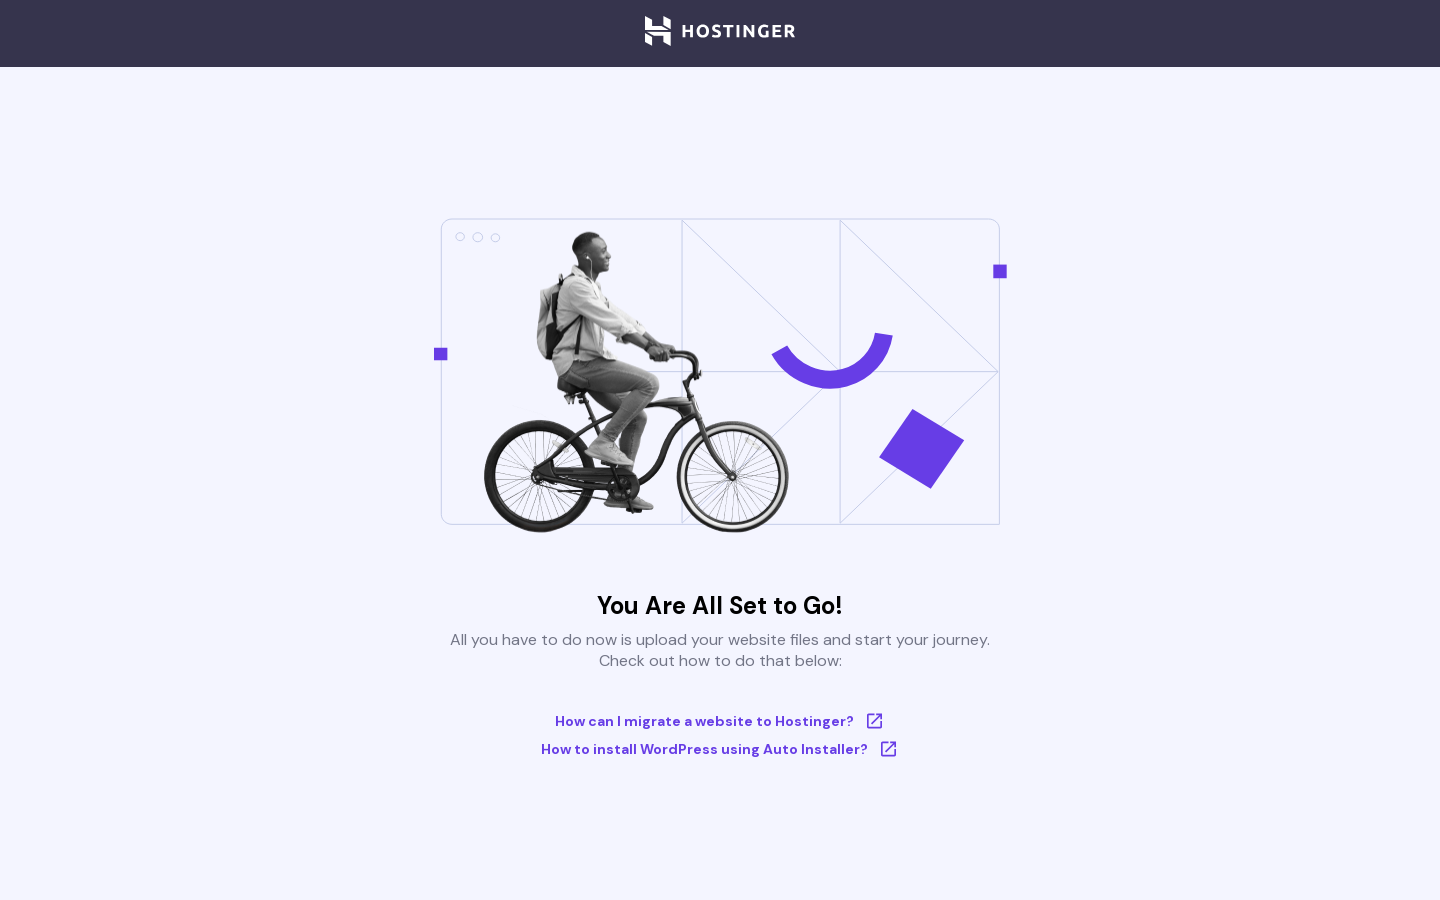 HOSTINGER
You Are All Set to Go!
All you have to do now is upload your website files and start your journey.
Check out how to do that below:
How can I migrate a website to Hostinger?
How to install WordPress using Auto Installer?